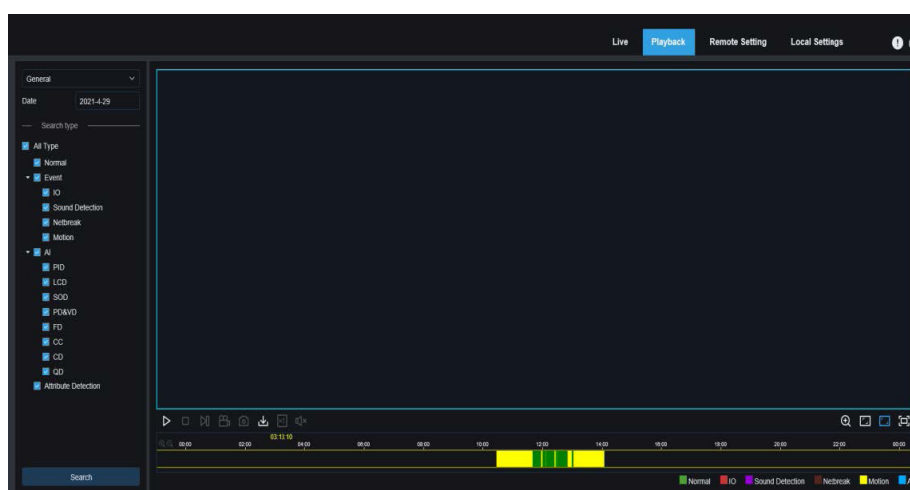 Live Playback Remote Setting Local Settings
General
Date 2021-4-29
Search type
All Type
Normal
Event
IO
Sound Detection
Netbreak
Motion
AI
PID
LCD
SOD
PD&VD
FD
CC
CD
QD
Attribute Detection
Search
03:13:10
00:00 02:00 04:00 06:00 08:00 10:00 12:00 14:00 16:00 18:00 20:00 22:00 00:00
Normal IO Sound Detection Netbreak Motion